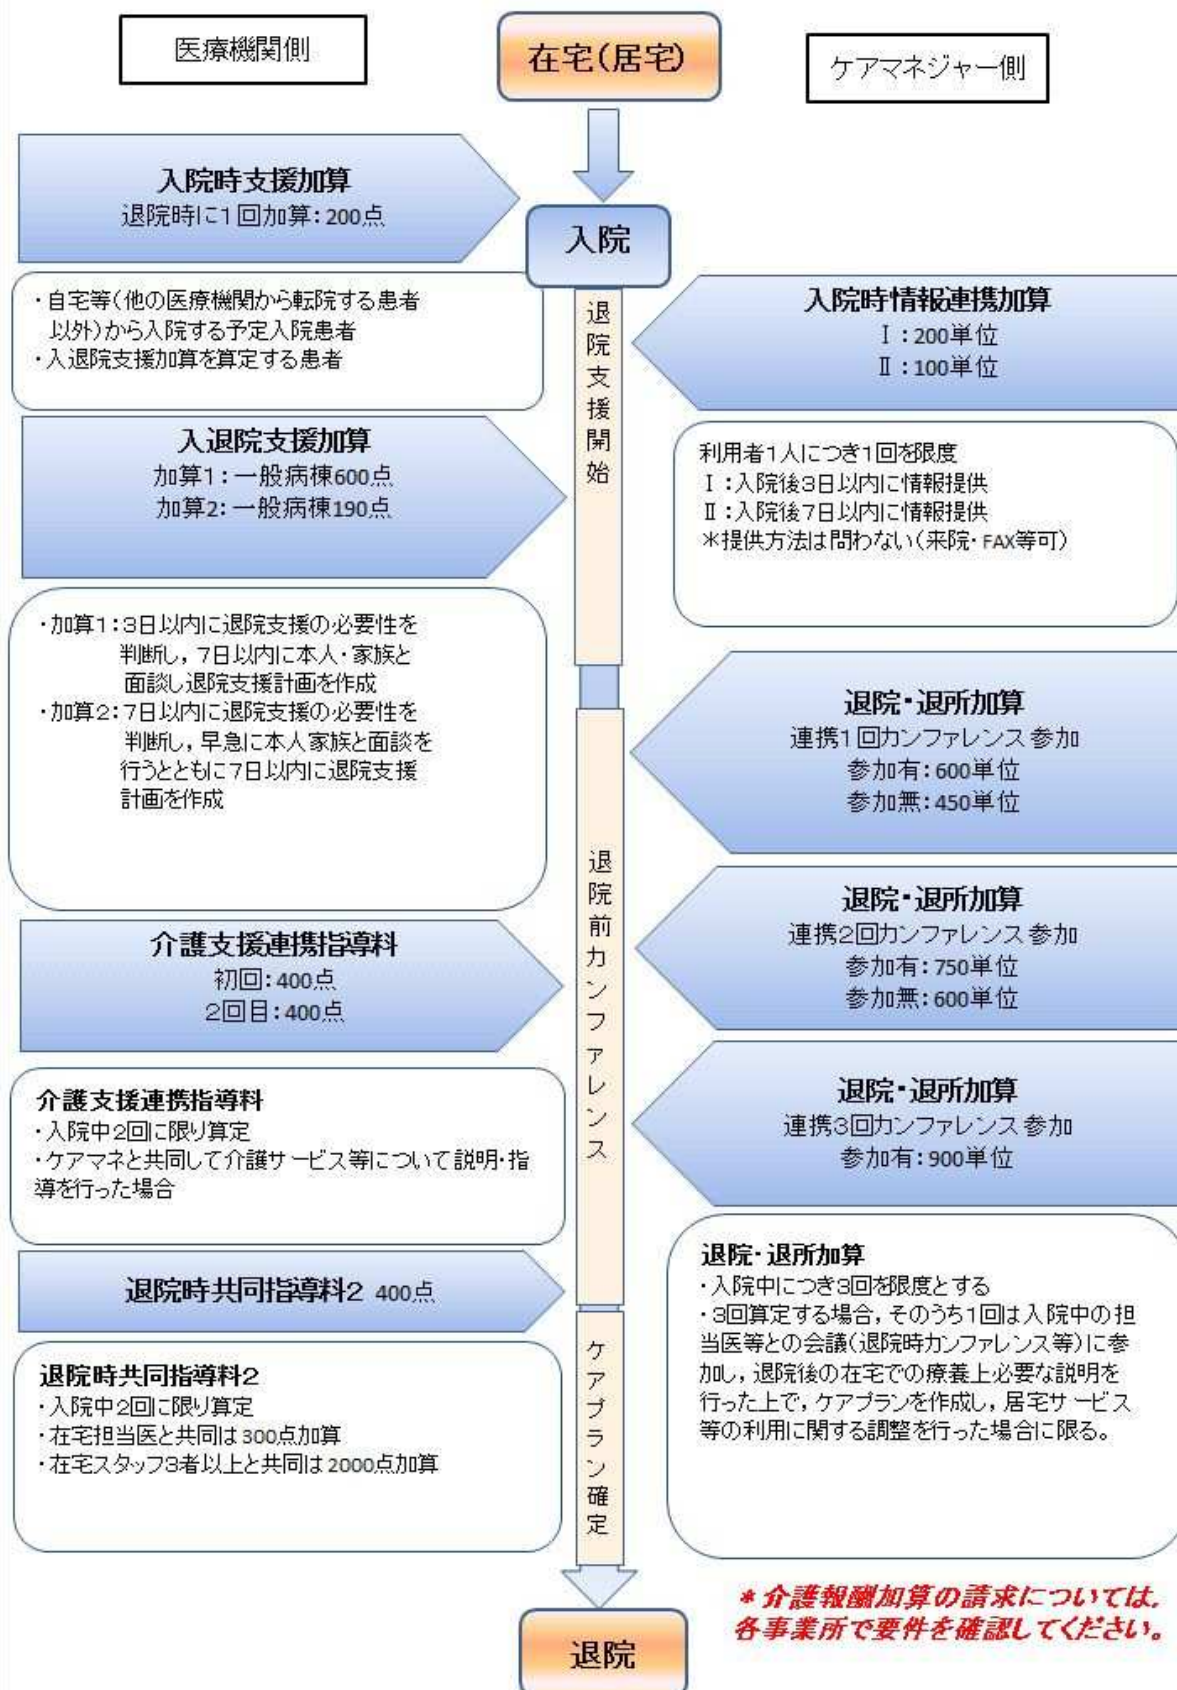 医療機関側
在宅(居宅)
ケアマネジャー側
入院時支援加算
退院時に1回加算:200点
入院
・自宅等(他の医療機関から転院する患者
以外)から入院する予定入院患者
・入退院支援加算を算定する患者
退院支援開始
入院時情報連携加算
Ⅰ:200単位
Ⅱ:100単位
入退院支援加算
加算1:一般病棟600点
加算2:一般病棟190点
利用者1人につき1回を限度
Ⅰ:入院後3日以内に情報提供
Ⅱ:入院後7日以内に情報提供
*提供方法は問わない(来院・FAX等可)
・加算1:3日以内に退院支援の必要性を
判断し,7日以内に本人・家族と
面談し退院支援計画を作成
・加算2:7日以内に退院支援の必要性を
判断し,早急に本人家族と面談を
行うとともに7日以内に退院支援
計画を作成
退院・退所加算
連携1回カンファレンス参加
参加有:600単位
参加無:450単位
退院前カンファレンス
退院・退所加算
連携2回カンファレンス参加
参加有:750単位
参加無:600単位
介護支援連携指導料
初回:400点
2回目:400点
退院・退所加算
連携3回カンファレンス参加
参加有:900単位
介護支援連携指導料
・入院中2回に限り算定
・ケアマネと共同して介護サービス等について説明・指
導を行った場合
退院時共同指導料2 400点
退院・退所加算
・入院中につき3回を限度とする
・3回算定する場合,そのうち1回は入院中の担
当医等との会議(退院時カンファレンス等)に参
加し,退院後の在宅での療養上必要な説明を
行った上で,ケアプランを作成し,居宅サービス
等の利用に関する調整を行った場合に限る。
退院時共同指導料2
・入院中2回に限り算定
・在宅担当医と共同は300点加算
・在宅スタッフ3者以上と共同は2000点加算
ケアプラン確定
*介護報酬加算の請求については,
各事業所で要件を確認してください。
退院